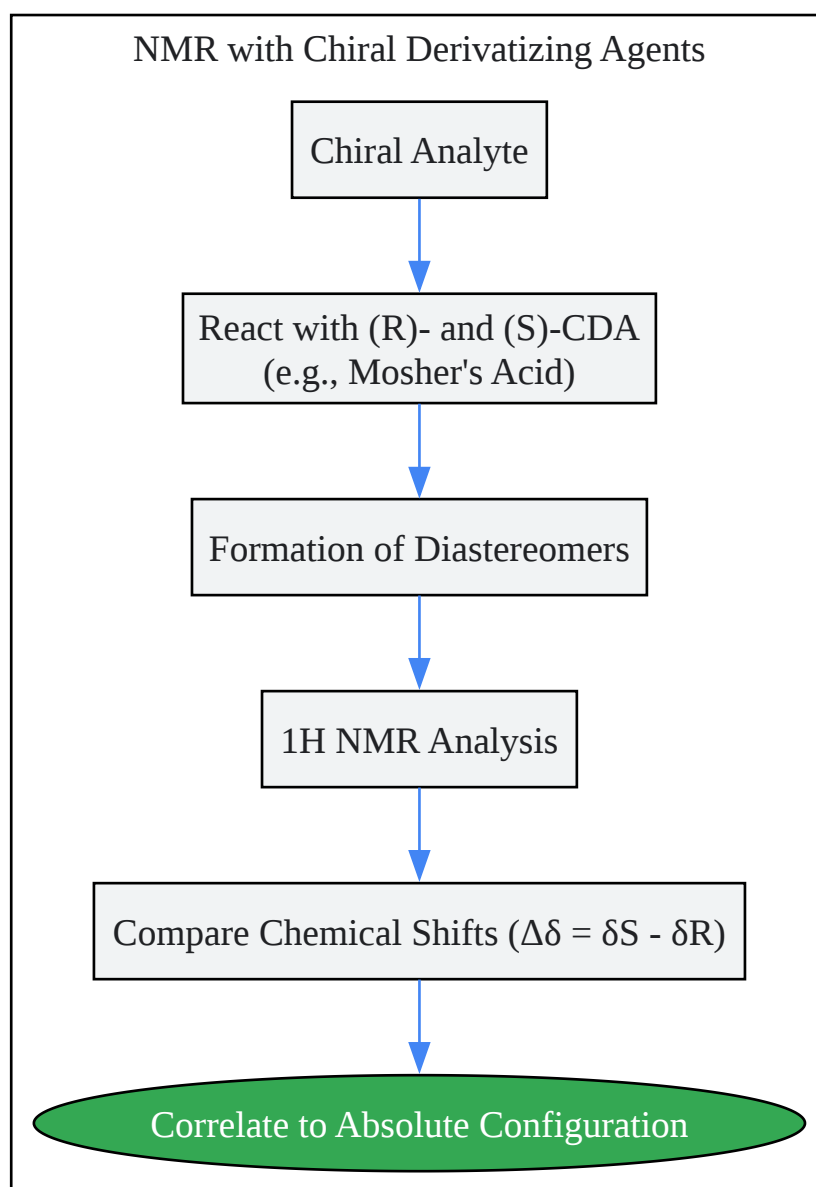 NMR with Chiral Derivatizing Agents
Chiral Analyte
React with (R)- and (S)-CDA
(e.g., Mosher's Acid)
Formation of Diastereomers
1H NMR Analysis
Compare Chemical Shifts (Δδ = δS - δR)
Correlate to Absolute Configuration